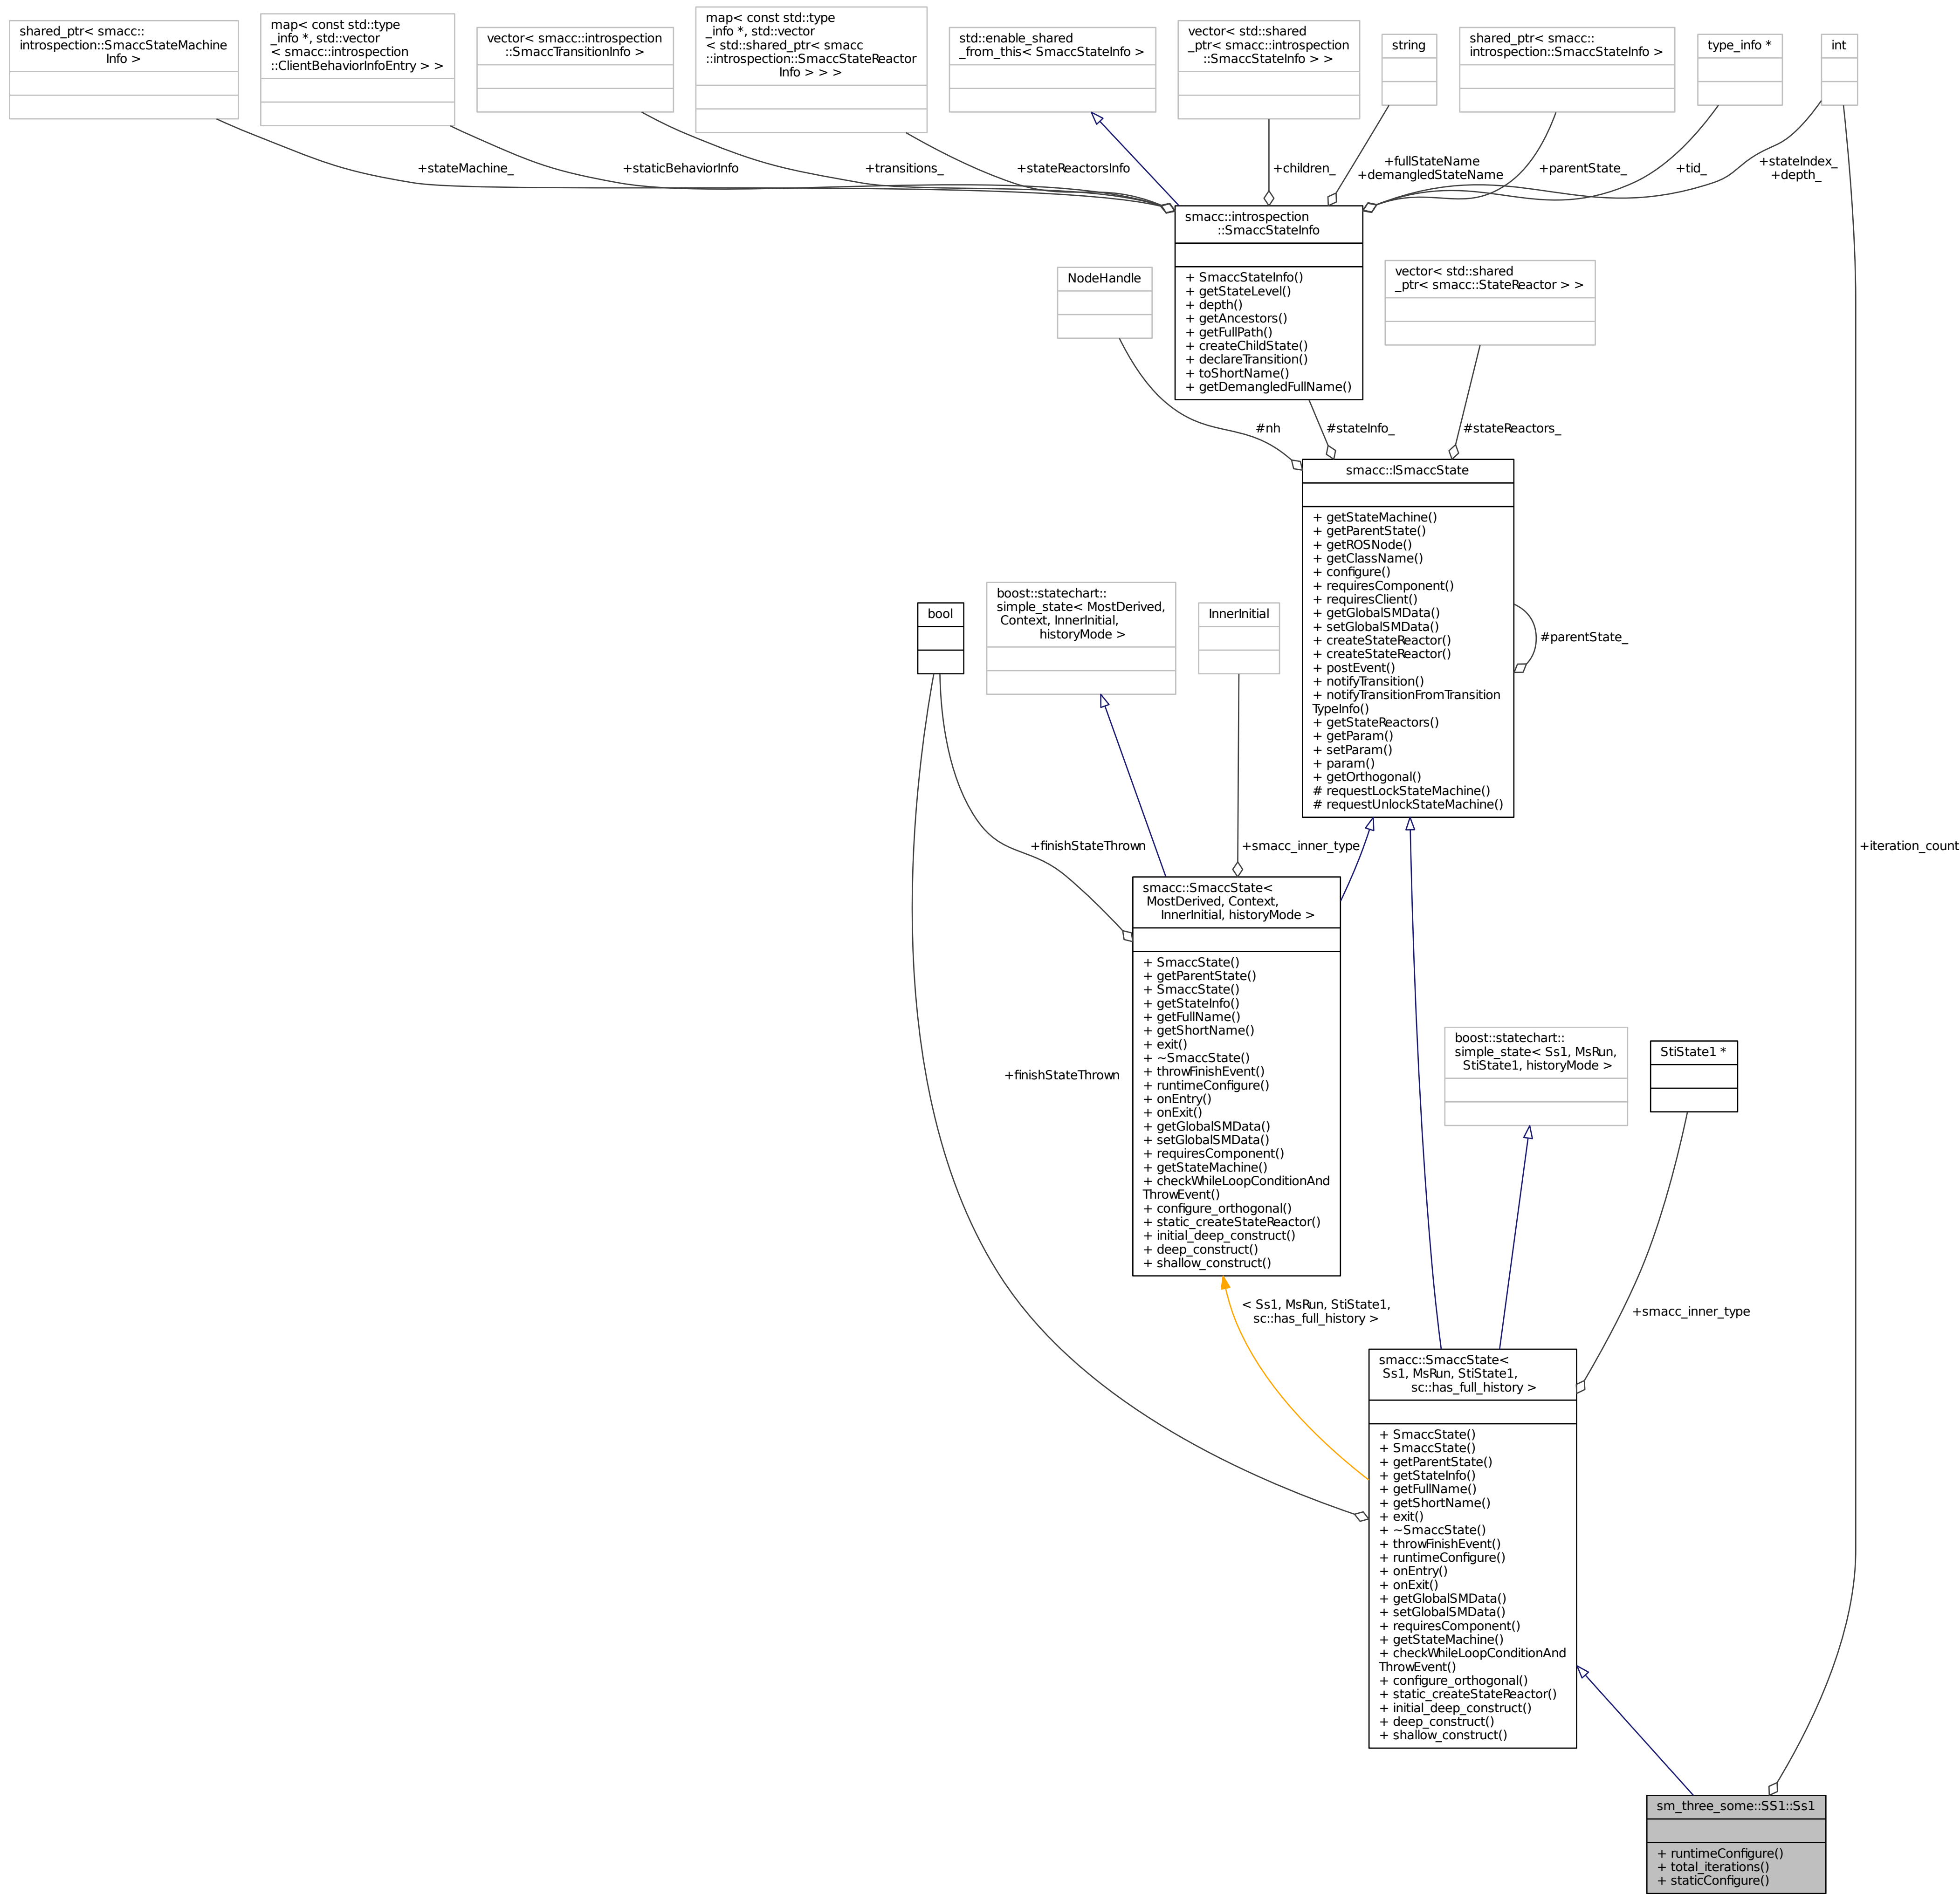 shared_ptr< smacc::
introspection::SmaccStateMachine
Info >
map< const std::type
_info *, std::vector
< smacc::introspection
::ClientBehaviorInfoEntry > >
vector< smacc::introspection
::SmaccTransitionInfo >
map< const std::type
_info *, std::vector
< std::shared_ptr< smacc
::introspection::SmaccStateReactor
Info > > >
std::enable_shared
_from_this< SmaccStateInfo >
vector< std::shared
_ptr< smacc::introspection
::SmaccStateInfo > >
string
shared_ptr< smacc::
introspection::SmaccStateInfo >
type_info *
int
+stateMachine_
+staticBehaviorInfo
+transitions_
+stateReactorsInfo
+children_
+fullStateName
+demangledStateName
+parentState_
+tid_
+stateIndex_
+depth_
smacc::introspection
::SmaccStateInfo
+ SmaccStateInfo()
+ getStateLevel()
+ depth()
+ getAncestors()
+ getFullPath()
+ createChildState()
+ declareTransition()
+ toShortName()
+ getDemangledFullName()
NodeHandle
vector< std::shared
_ptr< smacc::StateReactor > >
#nh
#stateInfo_
#stateReactors_
smacc::ISmaccState
+ getStateMachine()
+ getParentState()
+ getROSNode()
+ getClassName()
+ configure()
+ requiresComponent()
+ requiresClient()
+ getGlobalSMData()
+ setGlobalSMData()
+ createStateReactor()
+ createStateReactor()
+ postEvent()
+ notifyTransition()
+ notifyTransitionFromTransition
TypeInfo()
+ getStateReactors()
+ getParam()
+ setParam()
+ param()
+ getOrthogonal()
# requestLockStateMachine()
# requestUnlockStateMachine()
#parentState_
bool
boost::statechart::
simple_state< MostDerived,
Context, InnerInitial,
historyMode >
InnerInitial
+finishStateThrown
+smacc_inner_type
+iteration_count
smacc::SmaccState<
MostDerived, Context,
InnerInitial, historyMode >
+ SmaccState()
+ getParentState()
+ SmaccState()
+ getStateInfo()
+ getFullName()
+ getShortName()
+ exit()
+ ~SmaccState()
+ throwFinishEvent()
+ runtimeConfigure()
+ onEntry()
+ onExit()
+ getGlobalSMData()
+ setGlobalSMData()
+ requiresComponent()
+ getStateMachine()
+ checkWhileLoopConditionAnd
ThrowEvent()
+ configure_orthogonal()
+ static_createStateReactor()
+ initial_deep_construct()
+ deep_construct()
+ shallow_construct()
+finishStateThrown
boost::statechart::
simple_state< Ss1, MsRun,
StiState1, historyMode >
StiState1 *
< Ss1, MsRun, StiState1,
sc::has_full_history >
+smacc_inner_type
smacc::SmaccState<
Ss1, MsRun, StiState1,
sc::has_full_history >
+ SmaccState()
+ SmaccState()
+ getParentState()
+ getStateInfo()
+ getFullName()
+ getShortName()
+ exit()
+ ~SmaccState()
+ throwFinishEvent()
+ runtimeConfigure()
+ onEntry()
+ onExit()
+ getGlobalSMData()
+ setGlobalSMData()
+ requiresComponent()
+ getStateMachine()
+ checkWhileLoopConditionAnd
ThrowEvent()
+ configure_orthogonal()
+ static_createStateReactor()
+ initial_deep_construct()
+ deep_construct()
+ shallow_construct()
sm_three_some::SS1::Ss1
+ runtimeConfigure()
+ total_iterations()
+ staticConfigure()